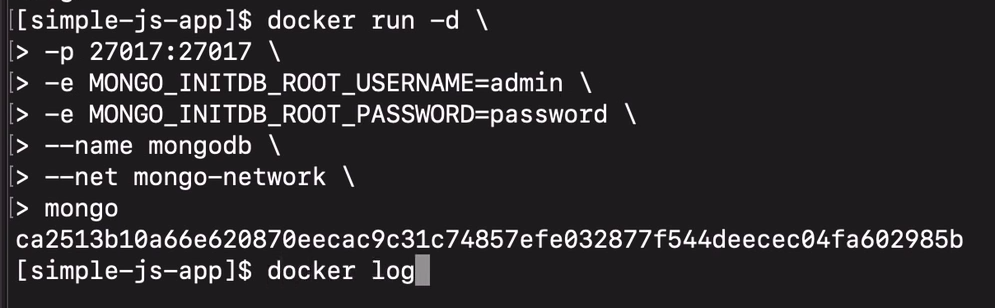 [simple-js-app]$ docker run -d \
> -p 27017:27017 \
> -e MONGO_INITDB_ROOT_USERNAME=admin \
> -e MONGO_INITDB_ROOT_PASSWORD=password \
> --name mongodb \
> --net mongo-network \
> mongo
ca2513b10a66e620870eecac9c31c74857efe032877f544deecec04fa602985b
[simple-js-app]$ docker log